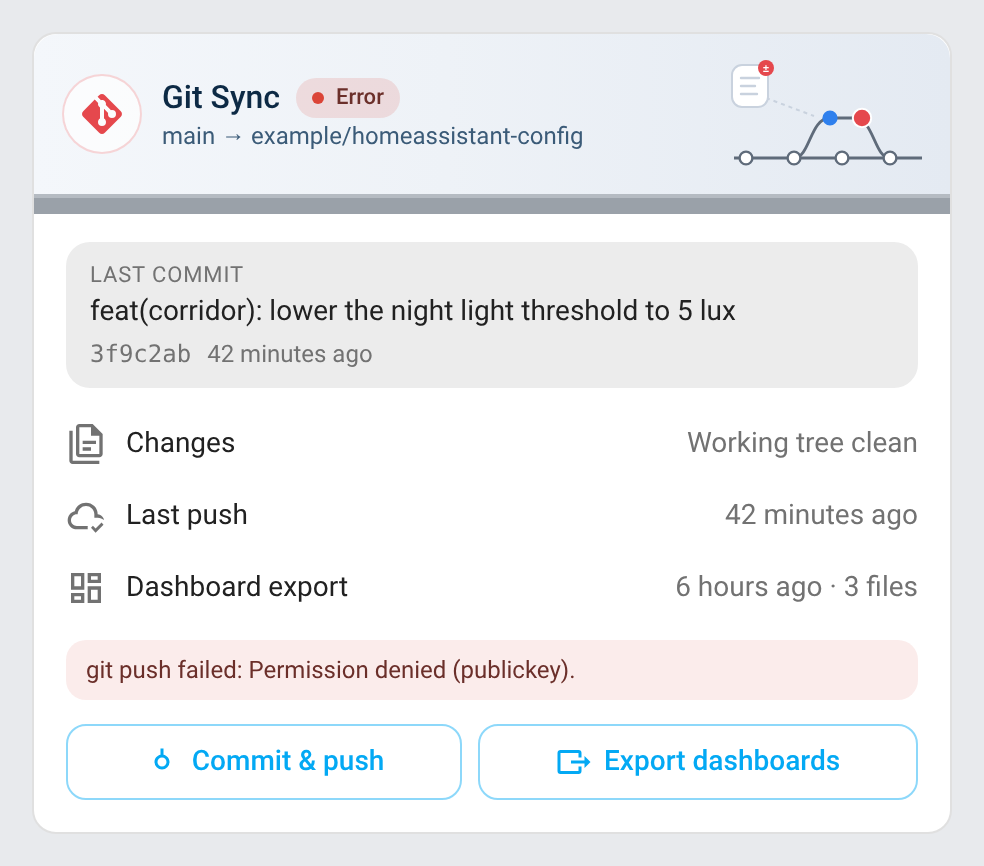 Git Sync
Error
main → example/homeassistant-config
±
LAST COMMIT
feat(corridor): lower the night light threshold to 5 lux
3f9c2ab 42 minutes ago
Changes Working tree clean
Last push 42 minutes ago
Dashboard export 6 hours ago · 3 files
git push failed: Permission denied (publickey).
Commit & push
Export dashboards